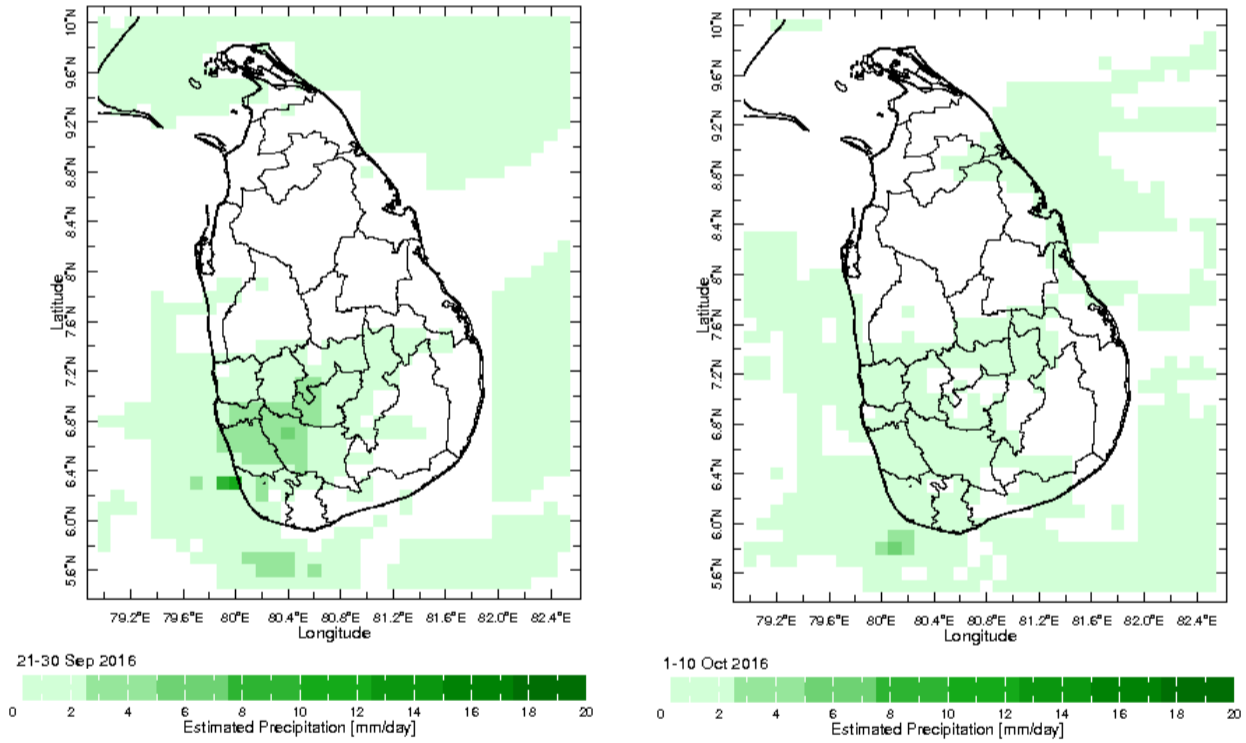 10°N
9.6°N
9.2°N
8.8°N
8.4°N
8°N
7.6°N
7.2°N
6.8°N
6.4°N
6.0°N
5.6°N
Latitude
79.2°E 79.6°E 80°E 80.4°E 80.8°E 81.2°E 81.6°E 82.0°E 82.4°E
Longitude
21-30 Sep 2016
0 2 4 6 8 10 12 14 16 18 20
Estimated Precipitation [mm/day]
10°N
9.6°N
9.2°N
8.8°N
8.4°N
8°N
7.6°N
7.2°N
6.8°N
6.4°N
6.0°N
5.6°N
Latitude
79.2°E 79.6°E 80°E 80.4°E 80.8°E 81.2°E 81.6°E 82.0°E 82.4°E
Longitude
1-10 Oct 2016
0 2 4 6 8 10 12 14 16 18 20
Estimated Precipitation [mm/day]